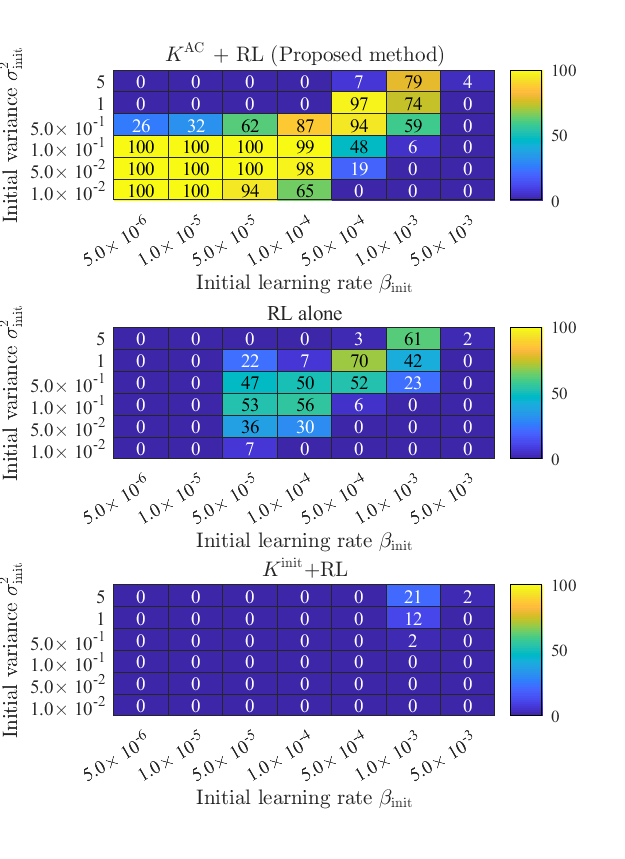 K^AC + RL (Proposed method)
Initial variance σ²_init
5 0 0 0 0 7 79 4
1 0 0 0 0 97 74 0
5.0× 10^-1 26 32 62 87 94 59 0
1.0× 10^-1 100 100 100 99 48 6 0
5.0× 10^-2 100 100 100 98 19 0 0
1.0× 10^-2 100 100 94 65 0 0 0
100
50
0
5.0× 10^-6 1.0× 10^-5 5.0× 10^-5 1.0× 10^-4 5.0× 10^-4 1.0× 10^-3 5.0× 10^-3
Initial learning rate β_init
RL alone
Initial variance σ²_init
5 0 0 0 0 3 61 2
1 0 0 22 7 70 42 0
5.0× 10^-1 0 0 47 50 52 23 0
1.0× 10^-1 0 0 53 56 6 0 0
5.0× 10^-2 0 0 36 30 0 0 0
1.0× 10^-2 0 0 7 0 0 0 0
100
50
0
5.0× 10^-6 1.0× 10^-5 5.0× 10^-5 1.0× 10^-4 5.0× 10^-4 1.0× 10^-3 5.0× 10^-3
Initial learning rate β_init
K^init+RL
Initial variance σ²_init
5 0 0 0 0 0 21 2
1 0 0 0 0 0 12 0
5.0× 10^-1 0 0 0 0 0 2 0
1.0× 10^-1 0 0 0 0 0 0 0
5.0× 10^-2 0 0 0 0 0 0 0
1.0× 10^-2 0 0 0 0 0 0 0
100
50
0
5.0× 10^-6 1.0× 10^-5 5.0× 10^-5 1.0× 10^-4 5.0× 10^-4 1.0× 10^-3 5.0× 10^-3
Initial learning rate β_init